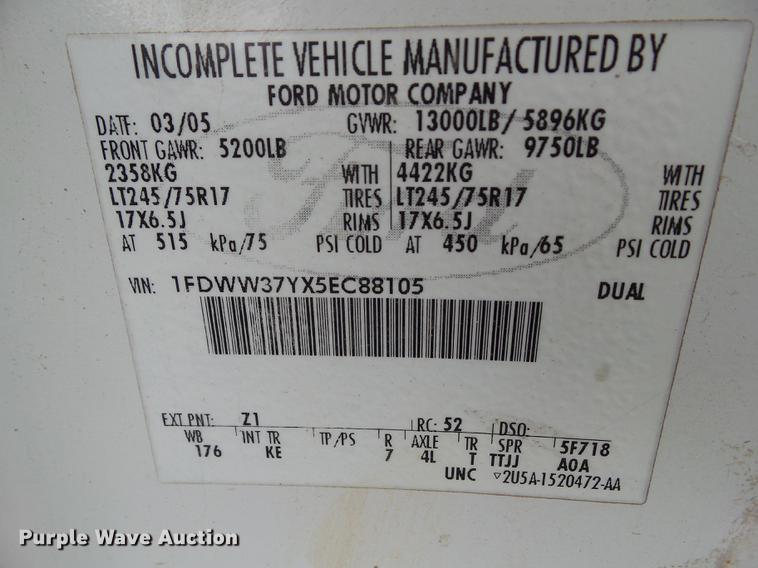 INCOMPLETE VEHICLE MANUFACTURED BY
FORD MOTOR COMPANY
DATE: 03/05 GVWR: 13000LB/ 5896KG
FRONT GAWR: 5200LB REAR GAWR: 9750LB
2358KG WITH 4422KG WITH
LT245/75R17 TIRES LT245/75R17 TIRES
17X6.5J RIMS 17X6.5J RIMS
AT 515 kPa/75 PSI COLD AT 450 kPa/65 PSI COLD
VIN: 1FDWW37YX5EC88105 DUAL
EXT PNT: Z1 RC: 52 DSO:
WB INT TR TP/PS R AXLE TR SPR 5F718
176 KE 7 4L T TTJJ A0A
UNC ▽2U5A-1520472-AA
Purple Wave Auction